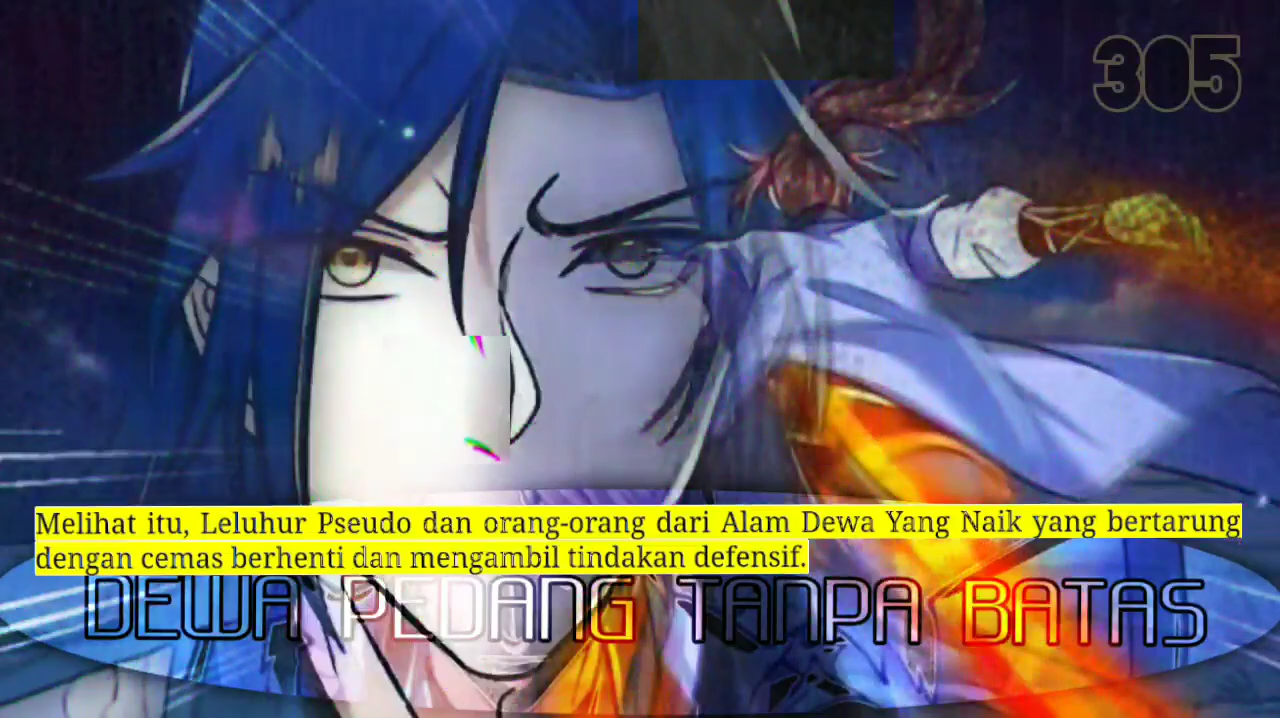 305
Melihat itu, Leluhur Pseudo dan orang-orang dari Alam Dewa Yang Naik yang bertarung
dengan cemas berhenti dan mengambil tindakan defensif.
DEWA PEDANG TANPA BATAS